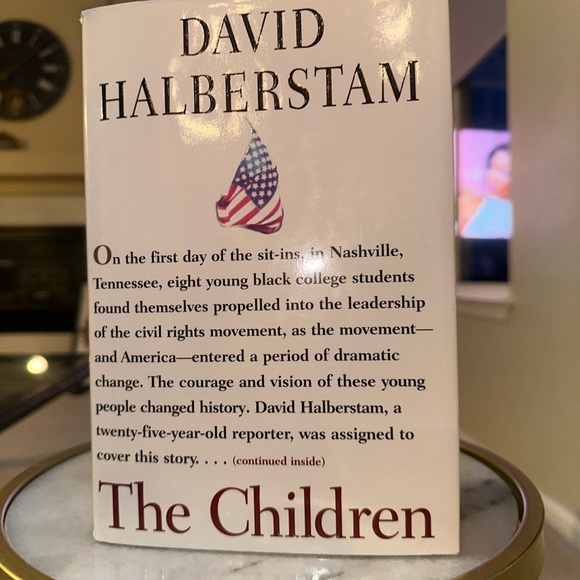 DAVID
HALBERSTAM
On the first day of the sit-ins, in Nashville,
Tennessee, eight young black college students
found themselves propelled into the leadership
of the civil rights movement, as the movement—
and America—entered a period of dramatic
change. The courage and vision of these young
people changed history. David Halberstam, a
twenty-five-year-old reporter, was assigned to
cover this story. . . . (continued inside)
The Children